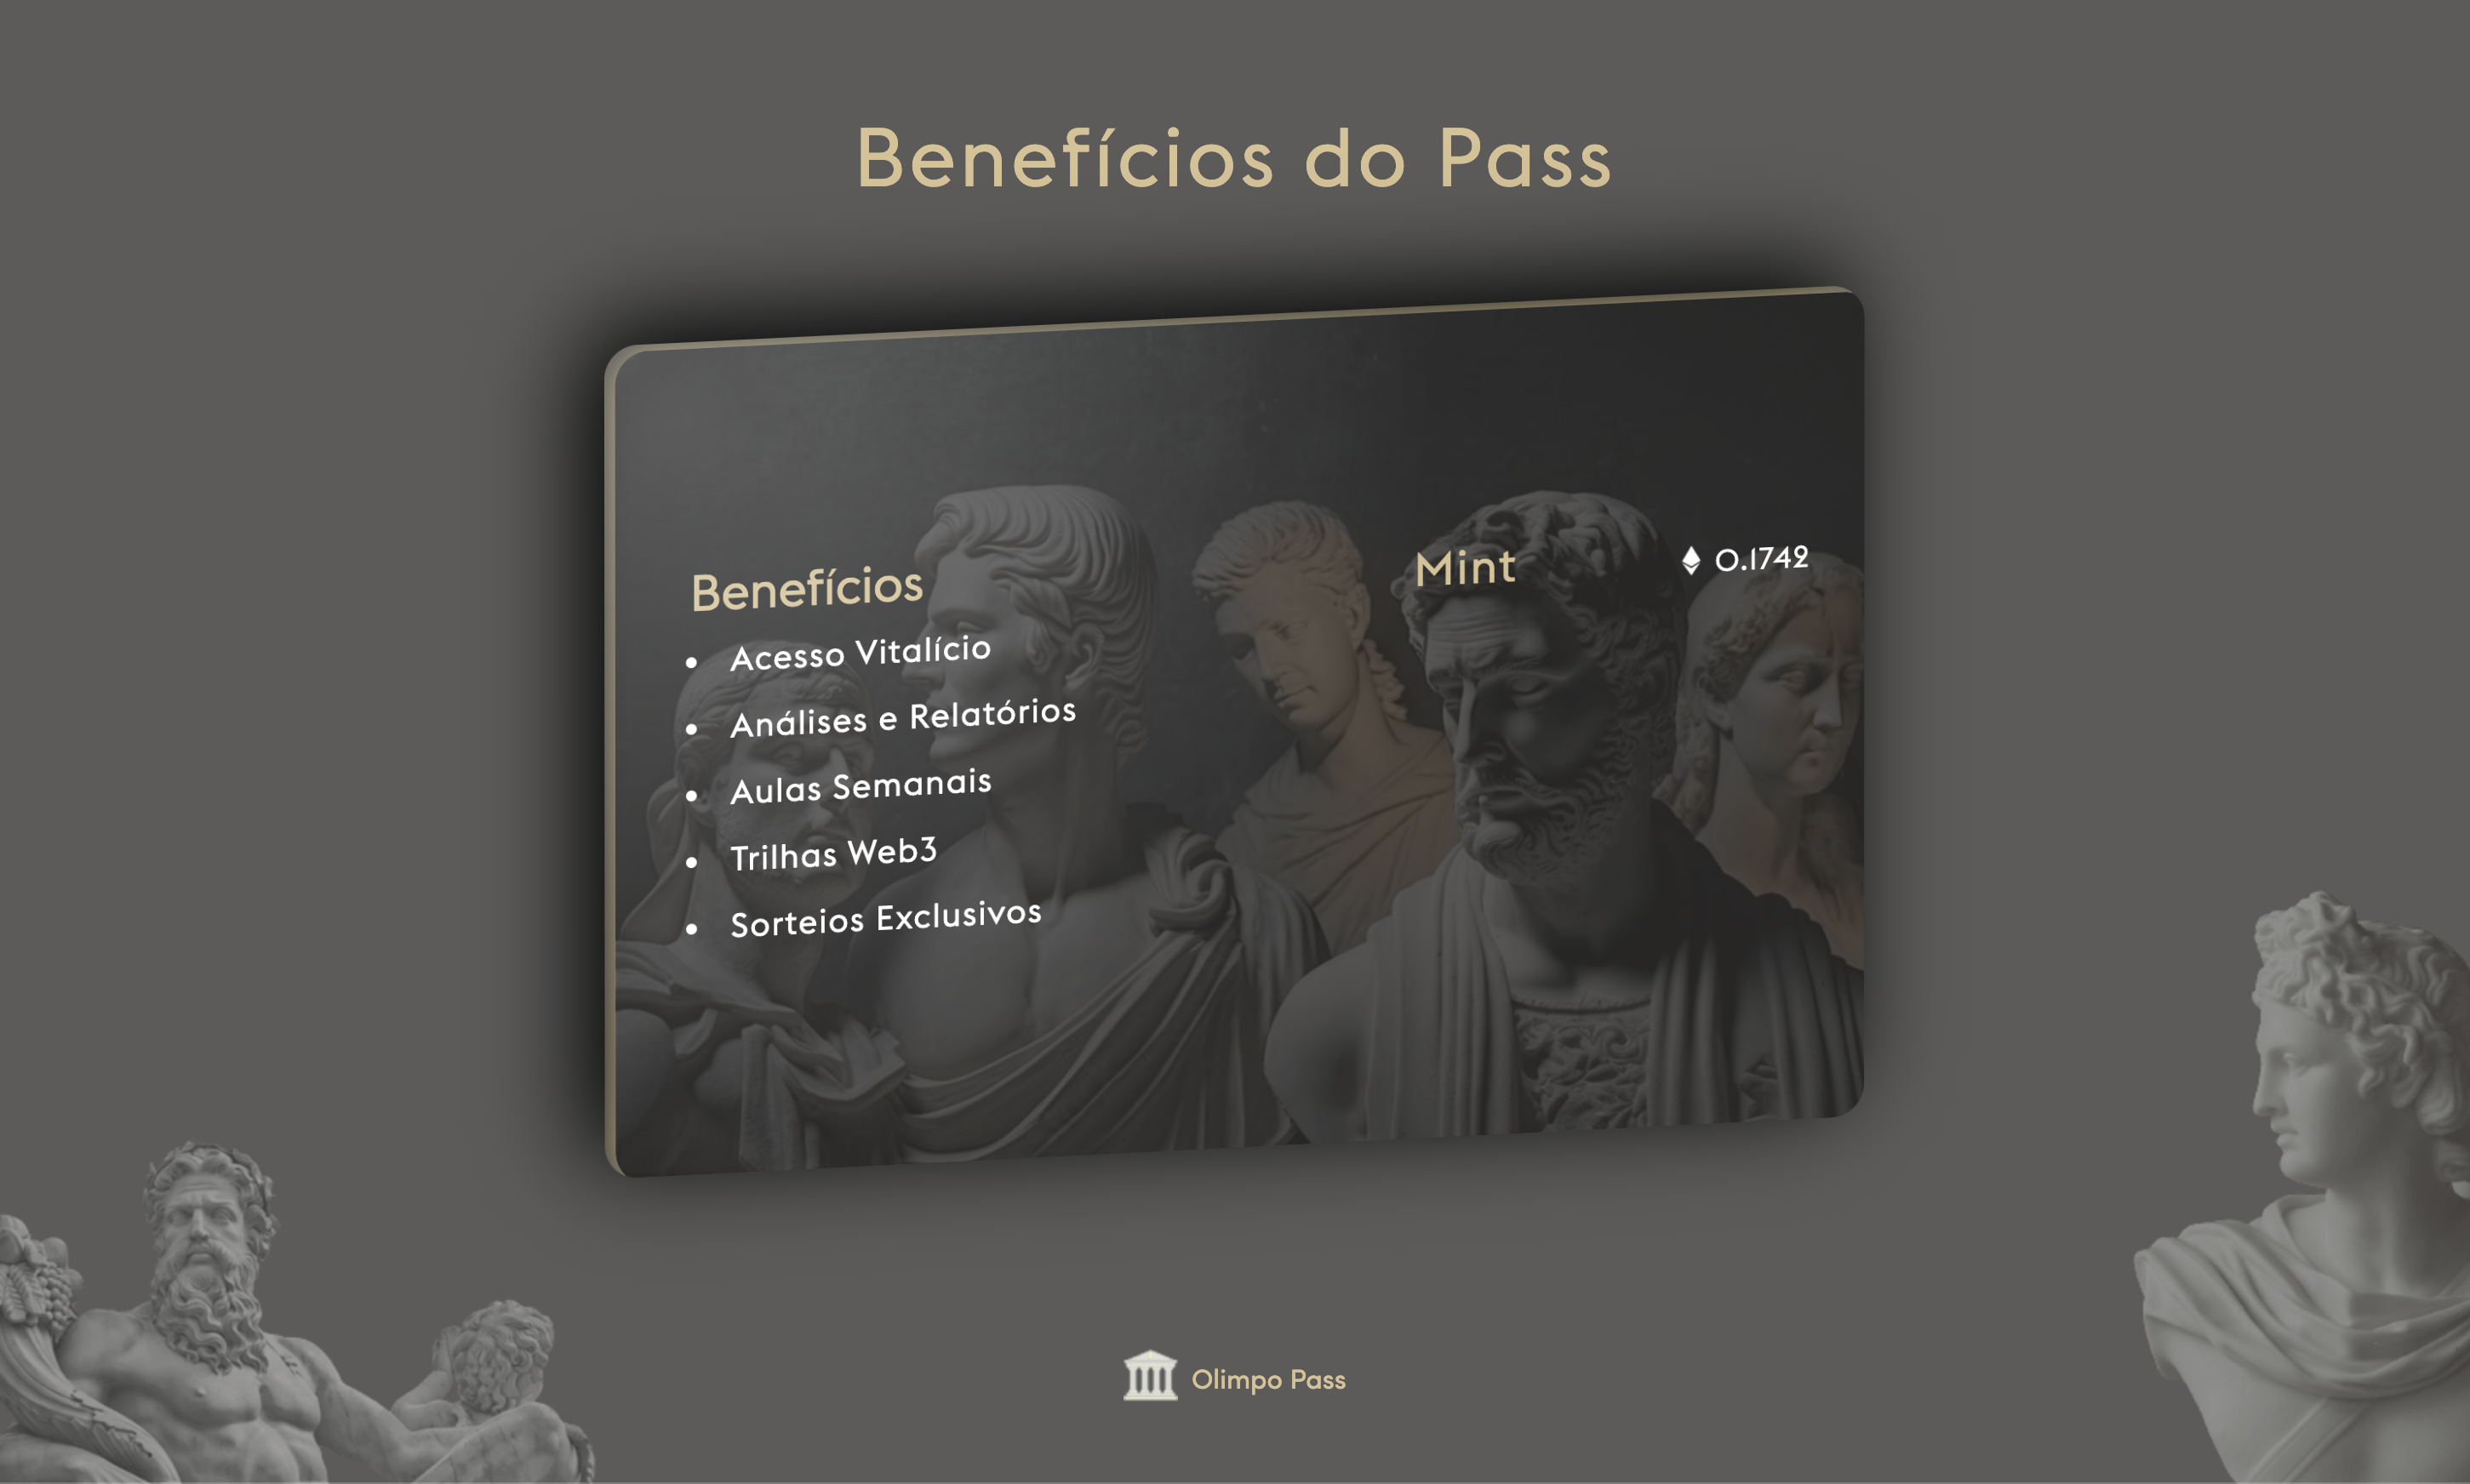 Benefícios do Pass
Benefícios
Acesso Vitalício
Análises e Relatórios
Aulas Semanais
Trilhas Web3
Sorteios Exclusivos
Mint
0.1742
Olimpo Pass